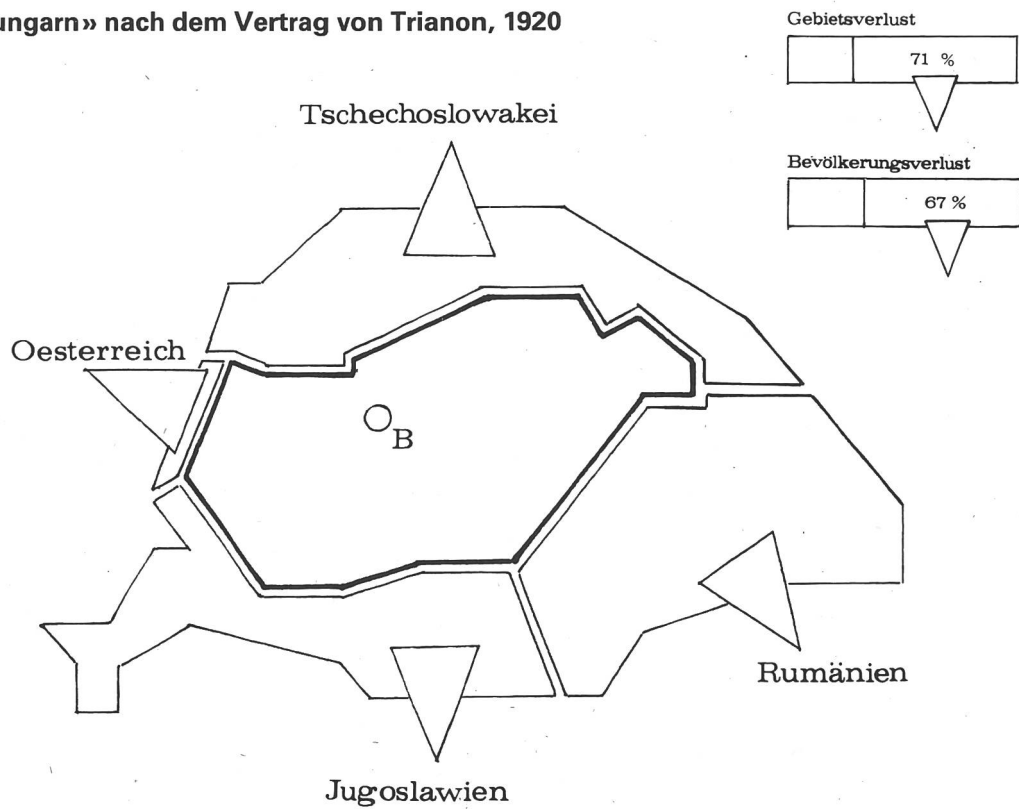 ungarn» nach dem Vertrag von Trianon, 1920
Gebietsverlust
71 %
Bevölkerungsverlust
67 %
Tschechoslowakei
Oesterreich
B
Rumänien
Jugoslawien